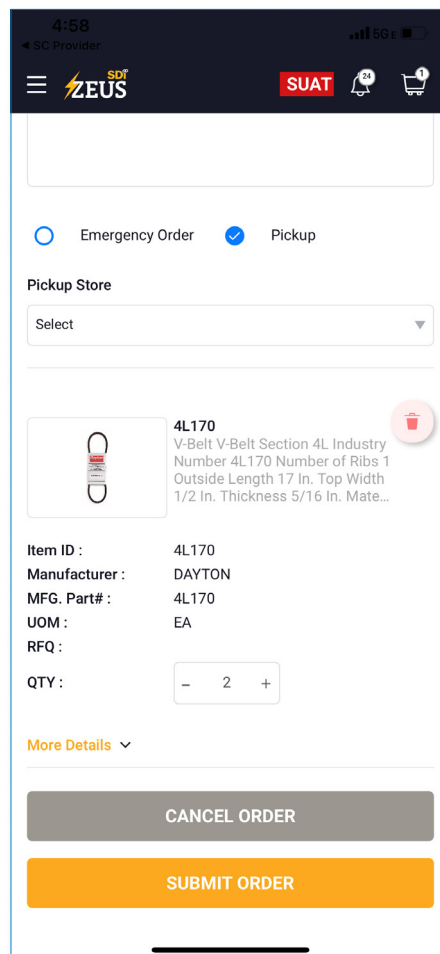 4:58
5GE
◄ SC Provider
SDI
ZEUS
SUAT
24
1
Emergency Order
Pickup
Pickup Store
Select
4L170
V-Belt V-Belt Section 4L Industry
Number 4L170 Number of Ribs 1
Outside Length 17 In. Top Width
1/2 In. Thickness 5/16 In. Mate...
Item ID : 4L170
Manufacturer : DAYTON
MFG. Part# : 4L170
UOM : EA
RFQ :
QTY : - 2 +
More Details
CANCEL ORDER
SUBMIT ORDER